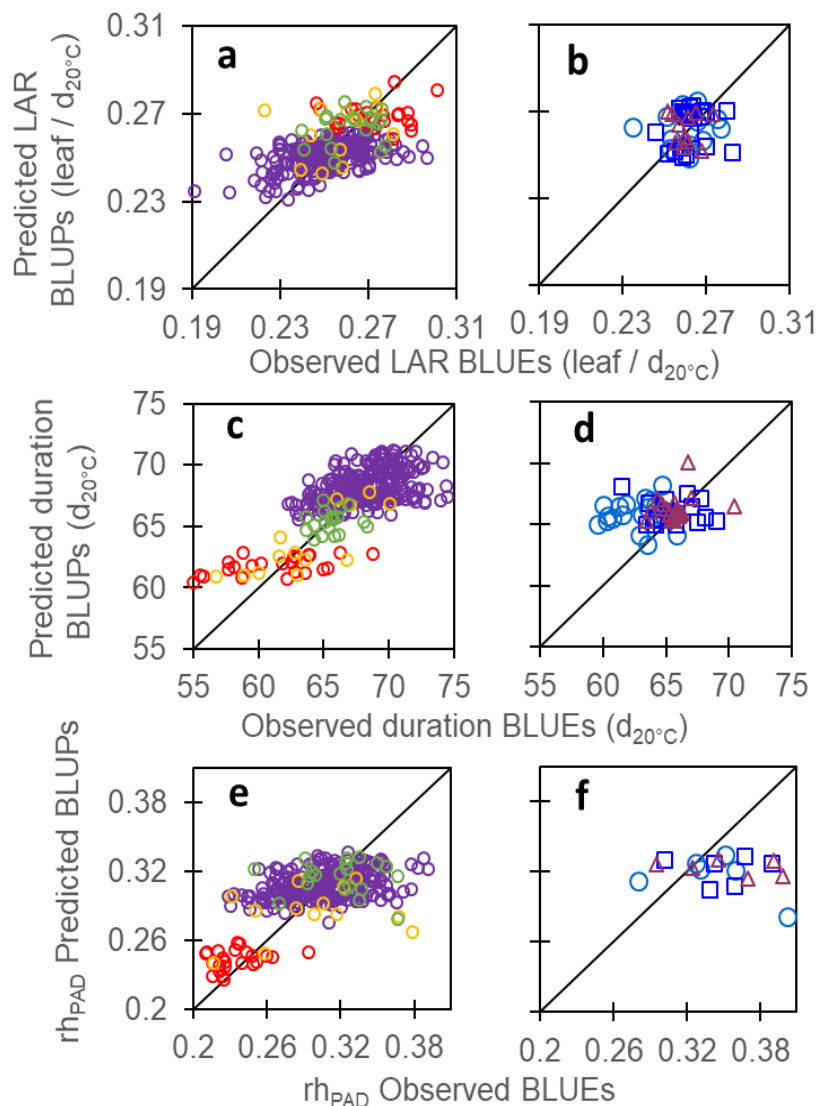 Predicted LAR
BLUPs (leaf / d20°C)
0.31
0.27
0.23
0.19
a
b
0.19 0.23 0.27 0.31
0.19 0.23 0.27 0.31
Observed LAR BLUEs (leaf / d20°C)
Predicted duration
BLUPs (d20°C)
75
70
65
60
55
c
d
55 60 65 70 75
55 60 65 70 75
Observed duration BLUEs (d20°C)
rhPAD Predicted BLUPs
0.38
0.32
0.26
0.2
e
f
0.2 0.26 0.32 0.38
0.2 0.26 0.32 0.38
rhPAD Observed BLUEs